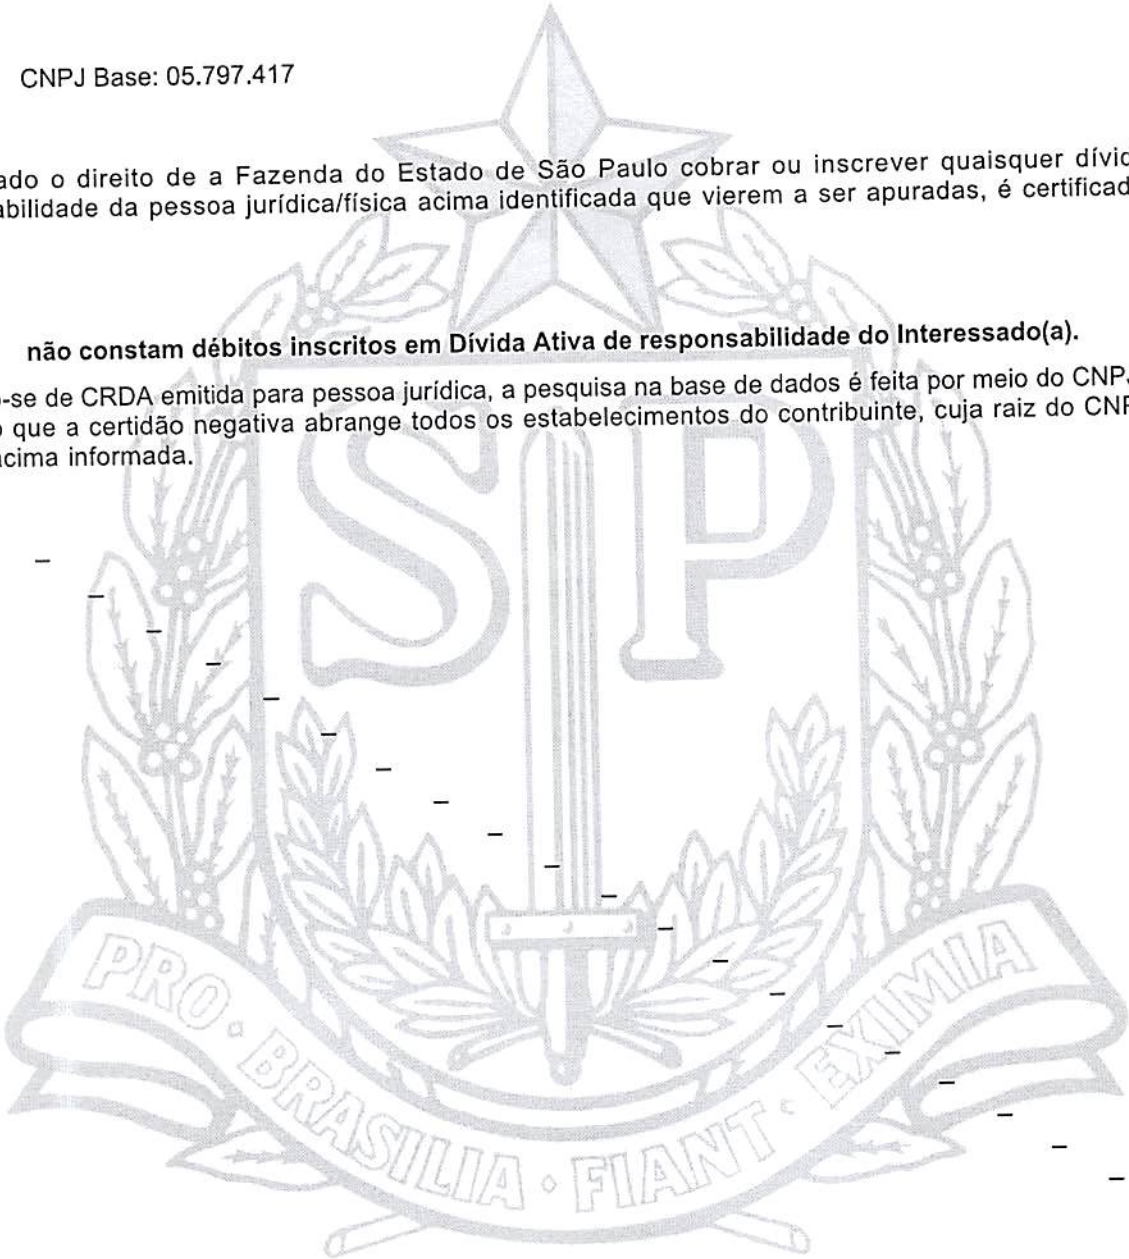 CNPJ Base: 05.797.417
ado o direito de a Fazenda do Estado de São Paulo cobrar ou inscrever quaisquer dívid
abilidade da pessoa jurídica/física acima identificada que vierem a ser apuradas, é certificad
não constam débitos inscritos em Dívida Ativa de responsabilidade do Interessado(a).
-se de CRDA emitida para pessoa jurídica, a pesquisa na base de dados é feita por meio do CNPJ
o que a certidão negativa abrange todos os estabelecimentos do contribuinte, cuja raiz do CNP
acima informada.
SP
PRO · BRASILIA · FIANT · EXIMIA